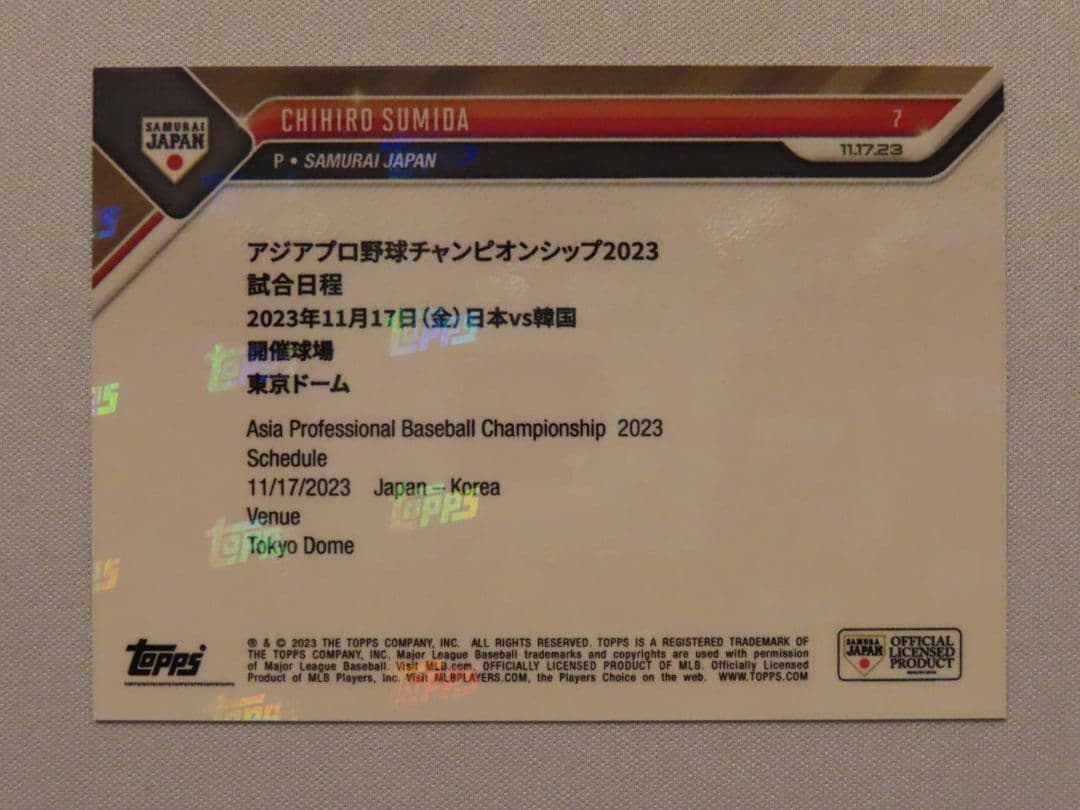 SAMURAI
JAPAN
CHIHIRO SUMIDA
7
P • SAMURAI JAPAN
11.17.23
アジアプロ野球チャンピオンシップ2023
試合日程
2023年11月17日(金)日本vs韓国
開催球場
東京ドーム
Asia Professional Baseball Championship 2023
Schedule
11/17/2023 Japan – Korea
Venue
Tokyo Dome
topps
® & © 2023 THE TOPPS COMPANY, INC. ALL RIGHTS RESERVED. TOPPS IS A REGISTERED TRADEMARK OF
THE TOPPS COMPANY, INC. Major League Baseball trademarks and copyrights are used with permission
of Major League Baseball. Visit MLB.com. OFFICIALLY LICENSED PRODUCT OF MLB. Officially Licensed
Product of MLB Players, Inc. Visit MLBPLAYERS.COM, the Players Choice on the web. WWW.TOPPS.COM
SAMURAI
JAPAN
OFFICIAL
LICENSED
PRODUCT